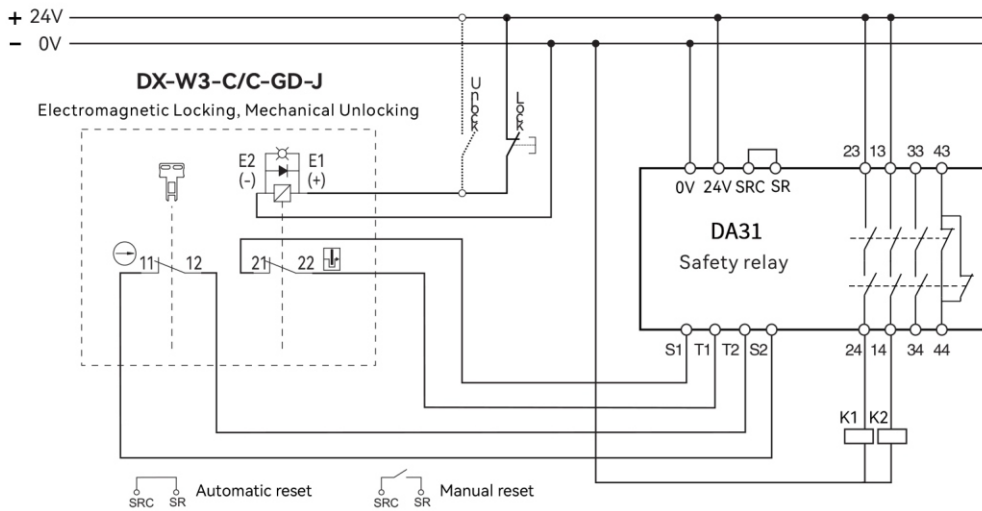 + 24V
− 0V
DX-W3-C/C-GD-J
Electromagnetic Locking, Mechanical Unlocking
Unlock
Lock
E2 E1
(-) (+)
11 12
21 22
23 13 33 43
0V 24V SRC SR
DA31
Safety relay
S1 T1 T2 S2
24 14 34 44
K1 K2
SRC SR Automatic reset
SRC SR Manual reset